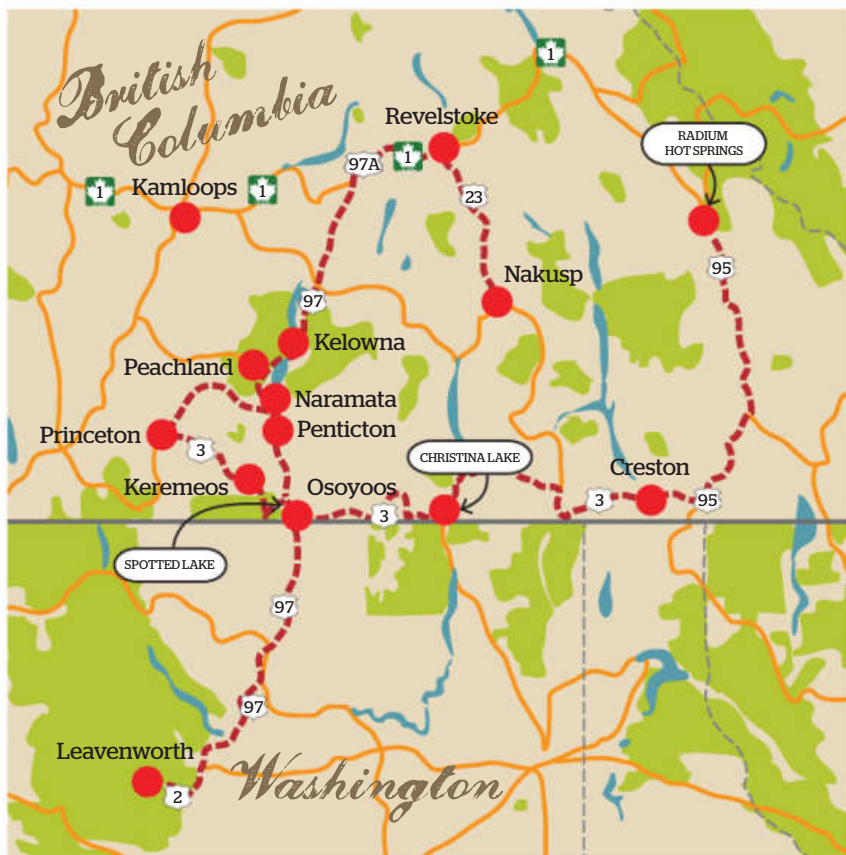 British
Columbia
1
Revelstoke
RADIUM
HOT SPRINGS
97A
1
1
Kamloops
1
23
95
Nakusp
97
Kelowna
Peachland
Naramata
Princeton
Penticton
3
CHRISTINA LAKE
Keremeos
Osoyoos
Creston
3
3
95
SPOTTED LAKE
97
97
Leavenworth
2
Washington